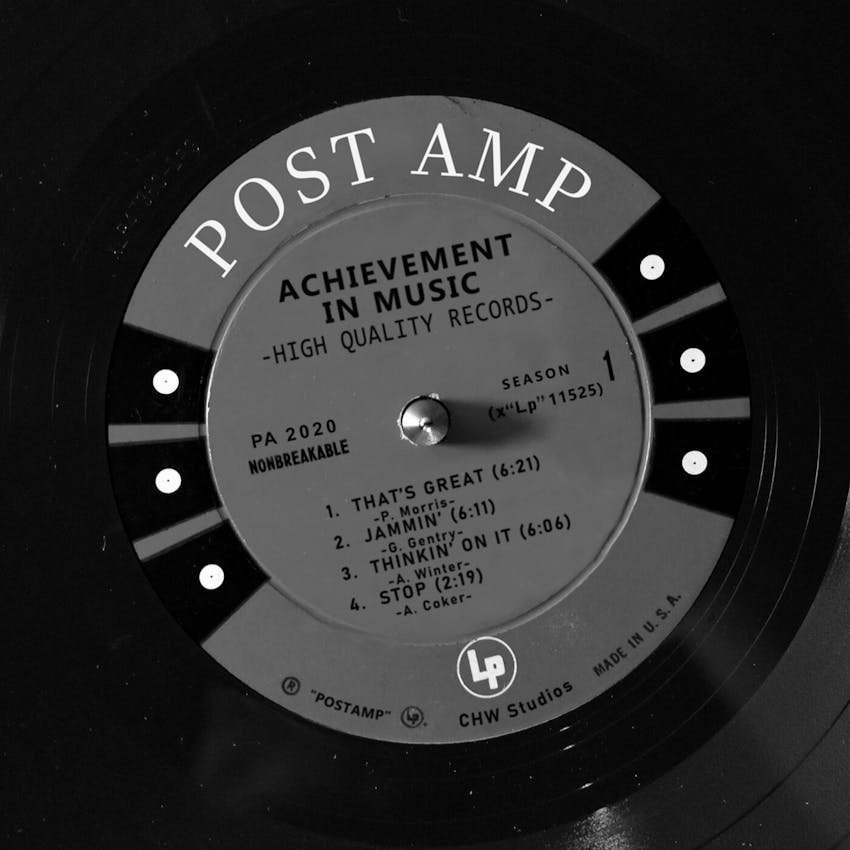 POST AMP
ACHIEVEMENT
IN MUSIC
-HIGH QUALITY RECORDS-
SEASON 1
(x“Lp”11525)
PA 2020
NONBREAKABLE
1. THAT'S GREAT (6:21)
-P. Morris-
2. JAMMIN' (6:11)
-G. Gentry-
3. THINKIN' ON IT (6:06)
-A. Winter-
4. STOP (2:19)
-A. Coker-
Lp
® “POSTAMP” Lp.
CHW Studios
MADE IN U. S. A.